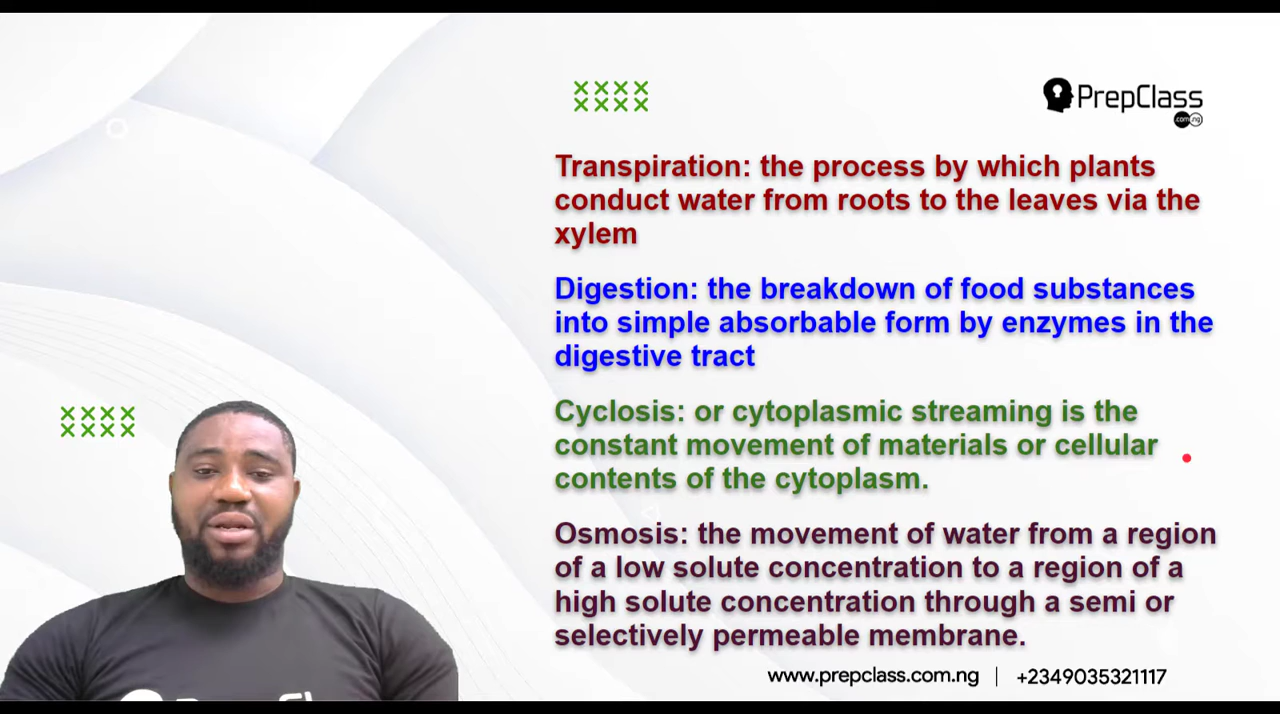 PrepClass
.com.ng
Transpiration: the process by which plants
conduct water from roots to the leaves via the
xylem
Digestion: the breakdown of food substances
into simple absorbable form by enzymes in the
digestive tract
Cyclosis: or cytoplasmic streaming is the
constant movement of materials or cellular
contents of the cytoplasm.
Osmosis: the movement of water from a region
of a low solute concentration to a region of a
high solute concentration through a semi or
selectively permeable membrane.
www.prepclass.com.ng | +2349035321117